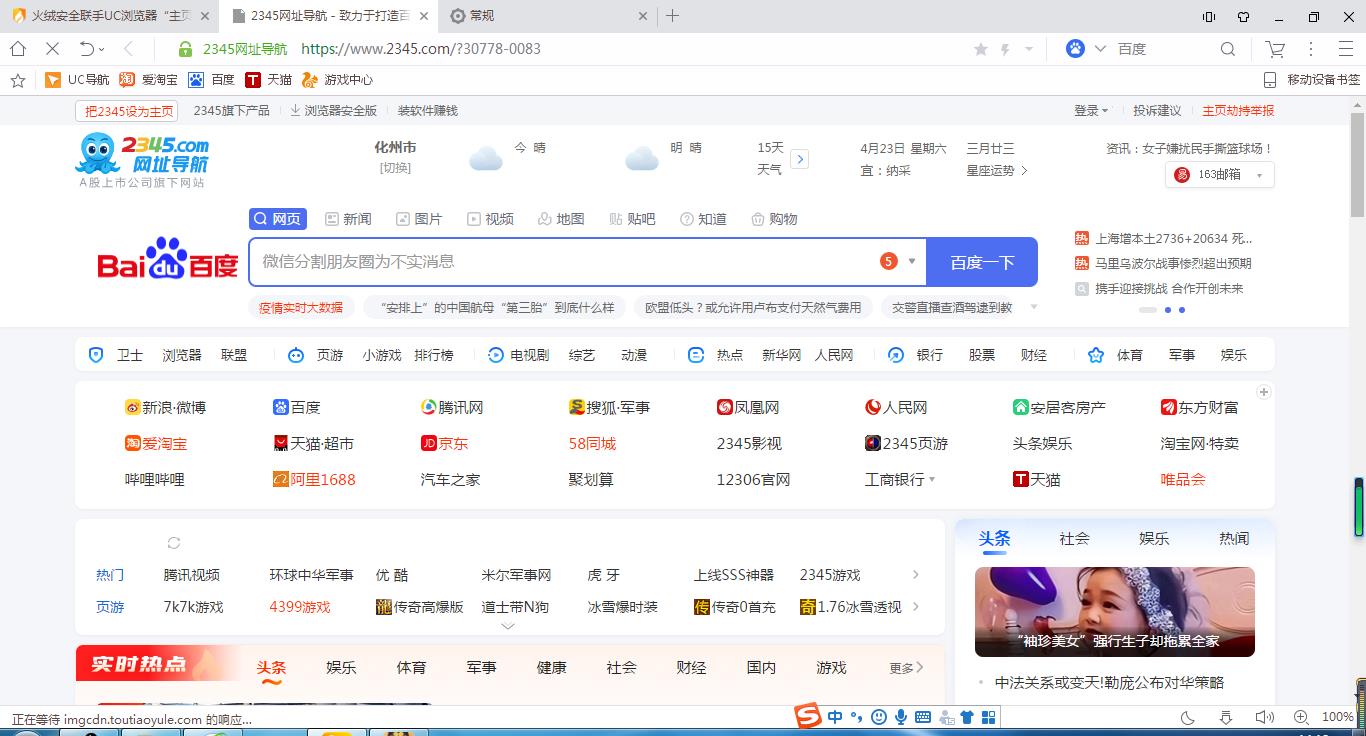 火绒安全联手UC浏览器“主页
2345网址导航 - 致力于打造百
常规
2345网址导航 https://www.2345.com/?30778-0083
百度
UC导航 爱淘宝 百度 天猫 游戏中心 移动设备书签
把2345设为主页 2345旗下产品 浏览器安全版 装软件赚钱 登录 投诉建议 主页劫持举报
2345.com
网址导航
A股上市公司旗下网站
化州市
[切换]
今 晴
明 晴
15天
天气
4月23日 星期六
宜：纳采
三月廿三
星座运势
资讯：女子嫌扰民手撕篮球场！
163邮箱
网页 新闻 图片 视频 地图 贴吧 知道 购物
Bai du 百度
微信分割朋友圈为不实消息 5 百度一下
热 上海增本土2736+20634 死...
热 马里乌波尔战事惨烈超出预期
携手迎接挑战 合作开创未来
疫情实时大数据 “安排上”的中国航母“第三胎”到底什么样 欧盟低头？或允许用卢布支付天然气费用 交警直播查酒驾逮到教
卫士 浏览器 联盟 页游 小游戏 排行榜 电视剧 综艺 动漫 热点 新华网 人民网 银行 股票 财经 体育 军事 娱乐
新浪·微博 百度 腾讯网 搜狐·军事 凤凰网 人民网 安居客房产 东方财富
爱淘宝 天猫·超市 京东 58同城 2345影视 2345页游 头条娱乐 淘宝网·特卖
哔哩哔哩 阿里1688 汽车之家 聚划算 12306官网 工商银行 天猫 唯品会
热门 腾讯视频 环球中华军事 优 酷 米尔军事网 虎 牙 上线SSS神器 2345游戏
页游 7k7k游戏 4399游戏 传奇高爆版 道士带N狗 冰雪爆时装 传奇0首充 1.76冰雪透视
头条 社会 娱乐 热闻
“袖珍美女”强行生子却拖累全家
中法关系或变天!勒庞公布对华策略
实时热点 头条 娱乐 体育 军事 健康 社会 财经 国内 游戏 更多
正在等待 imgcdn.toutiaoyule.com 的响应...
中
100%